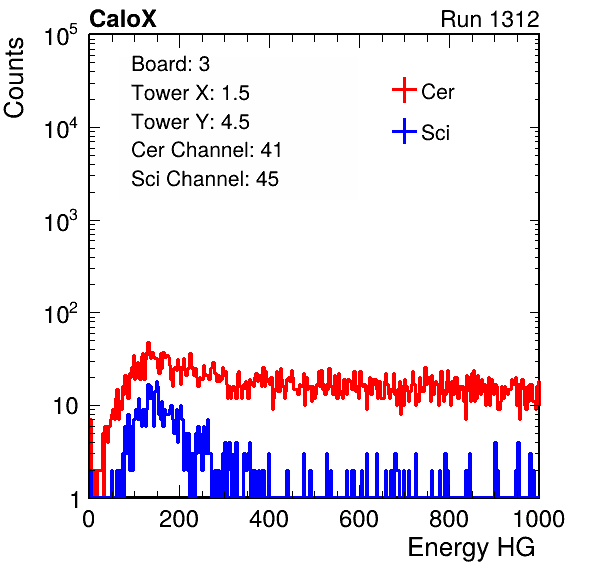 CaloX Run 1312
Counts
10^5
10^4
10^3
10^2
10
1
Board: 3
Tower X: 1.5
Tower Y: 4.5
Cer Channel: 41
Sci Channel: 45
Cer
Sci
0 200 400 600 800 1000
Energy HG